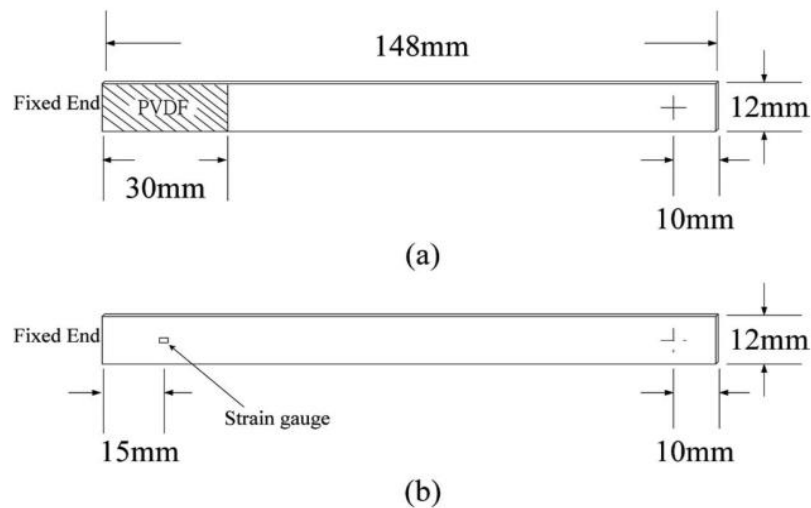 148mm
Fixed End
PVDF
12mm
30mm
10mm
(a)
Fixed End
12mm
Strain gauge
15mm
10mm
(b)